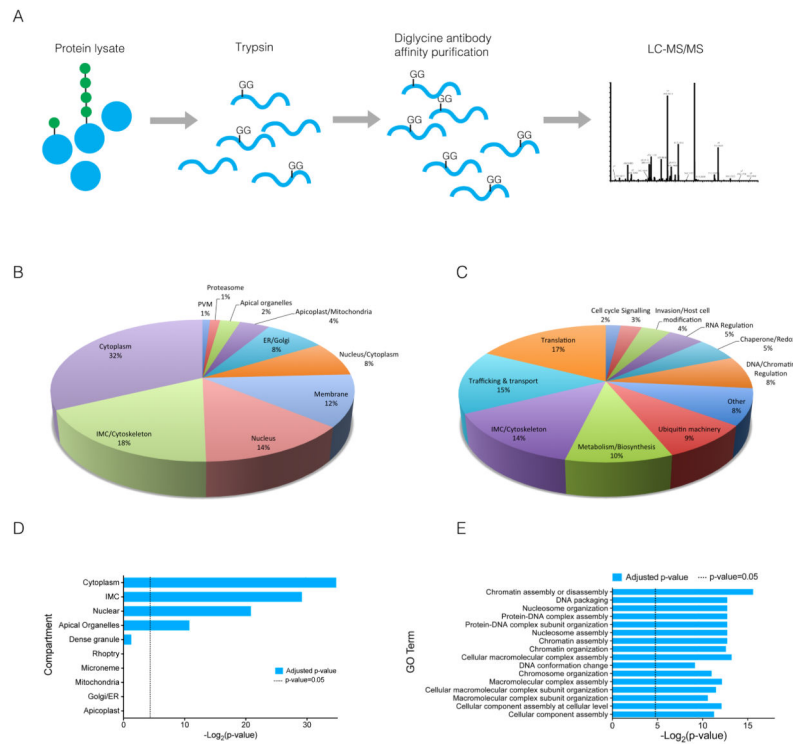 A
Protein lysate
Trypsin
Diglycine antibody
affinity purification
LC-MS/MS
GG
GG
GG
GG
GG
GG
GG
GG
B
Proteasome
1%
PVM
1%
Apical organelles
2%
Apicoplast/Mitochondria
4%
ER/Golgi
8%
Nucleus/Cytoplasm
8%
Membrane
12%
Nucleus
14%
IMC/Cytoskeleton
18%
Cytoplasm
32%
C
Cell cycle
2%
Signalling
3%
Invasion/Host cell
modification
4%
RNA Regulation
5%
Chaperone/Redo
5%
DNA/Chromati
Regulation
8%
Other
8%
Ubiquitin machinery
9%
Metabolism/Biosynthesis
10%
IMC/Cytoskeleton
14%
Trafficking & transport
15%
Translation
17%
D
Compartment
Cytoplasm
IMC
Nuclear
Apical Organelles
Dense granule
Rhoptry
Microneme
Mitochondria
Golgi/ER
Apicoplast
Adjusted p-value
p-value=0.05
0 10 20 30
-Log2(p-value)
E
Adjusted p-value
p-value=0.05
GO Term
Chromatin assembly or disassembly
DNA packaging
Nucleosome organization
Protein-DNA complex assembly
Protein-DNA complex subunit organization
Nucleosome assembly
Chromatin assembly
Chromatin organization
Cellular macromolecular complex assembly
DNA conformation change
Chromosome organization
Macromolecular complex assembly
Cellular macromolecular complex subunit organization
Macromolecular complex subunit organization
Cellular component assembly at cellular level
Cellular component assembly
0 5 10 15
-Log2(p-value)